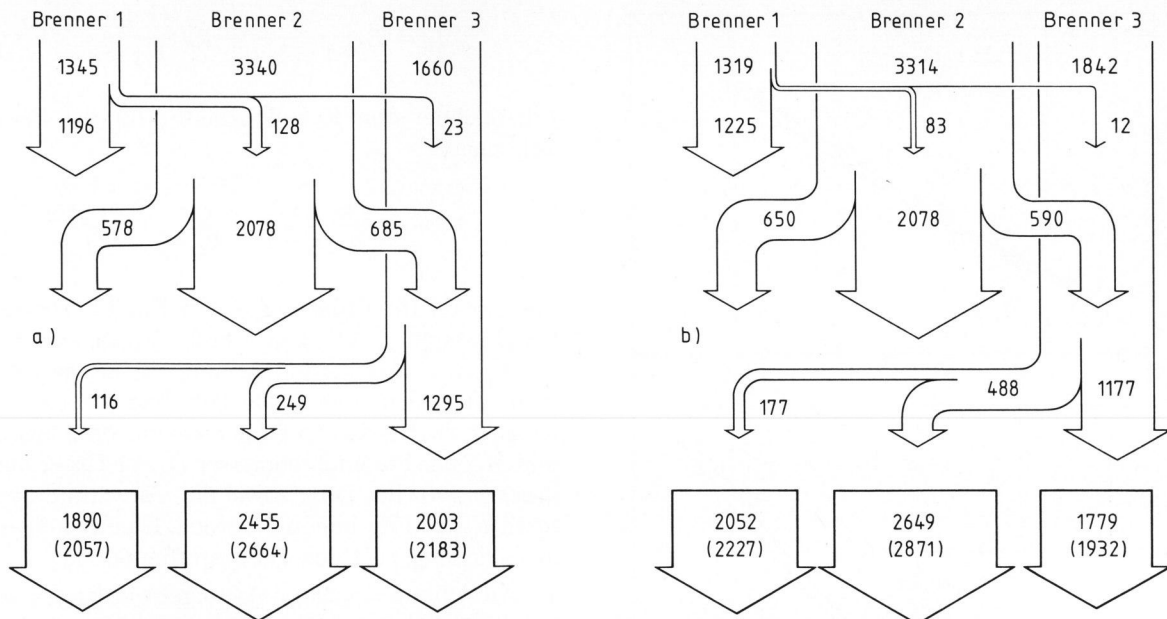 Brenner 1 Brenner 2 Brenner 3
1345 3340 1660
1196 128 23
578 2078 685
a)
116 249 1295
1890 2455 2003
(2057) (2664) (2183)
Brenner 1 Brenner 2 Brenner 3
1319 3314 1842
1225 83 12
650 2078 590
b)
177 488 1177
2052 2649 1779
(2227) (2871) (1932)